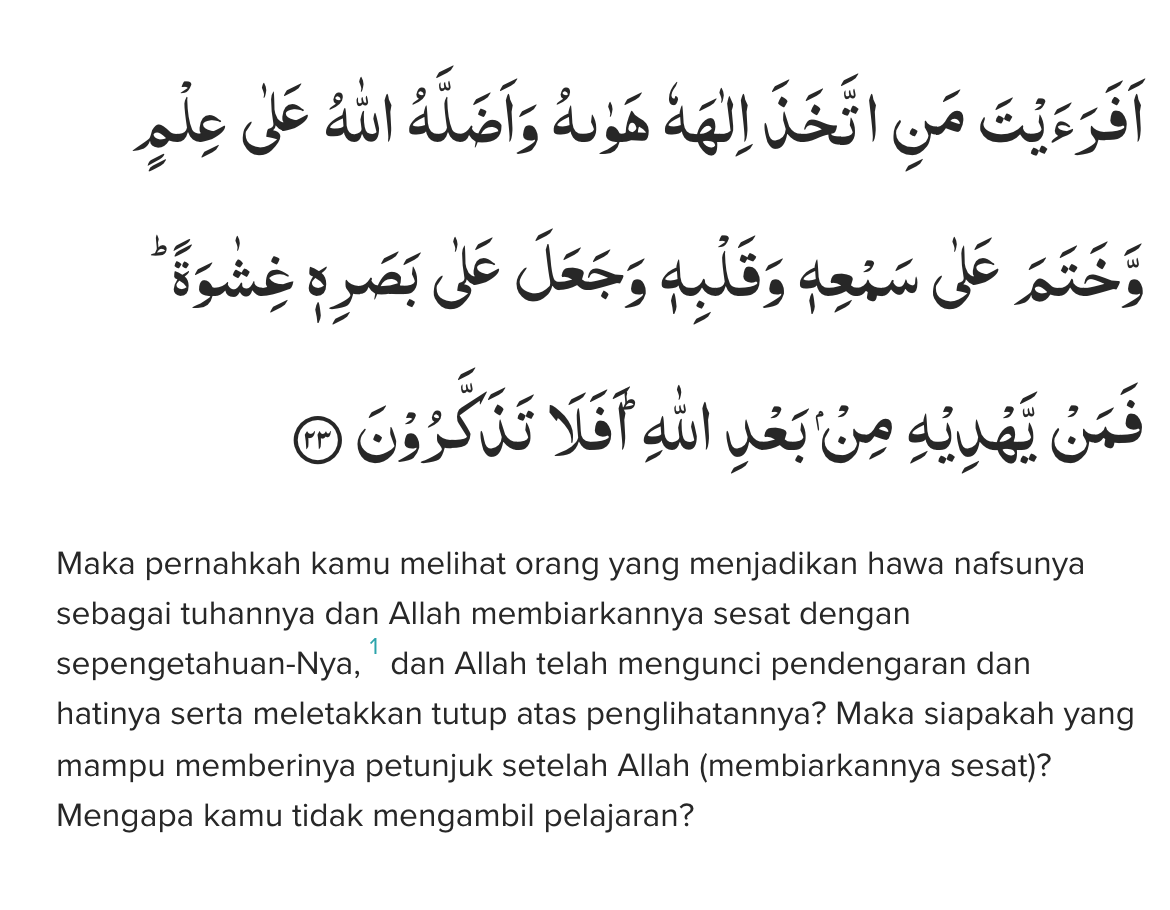 اَفَرَءَيْتَ مَنِ اتَّخَذَ اِلٰهَهٗ هَوٰىهُ وَاَضَلَّهُ اللّٰهُ عَلٰى عِلْمٍ
وَّخَتَمَ عَلٰى سَمْعِهٖ وَقَلْبِهٖ وَجَعَلَ عَلٰى بَصَرِهٖ غِشٰوَةًۗ
فَمَنْ يَّهْدِيْهِ مِنْۢ بَعْدِ اللّٰهِ ۗ اَفَلَا تَذَكَّرُوْنَ ٢٣
Maka pernahkah kamu melihat orang yang menjadikan hawa nafsunya
sebagai tuhannya dan Allah membiarkannya sesat dengan
sepengetahuan-Nya, 1 dan Allah telah mengunci pendengaran dan
hatinya serta meletakkan tutup atas penglihatannya? Maka siapakah yang
mampu memberinya petunjuk setelah Allah (membiarkannya sesat)?
Mengapa kamu tidak mengambil pelajaran?